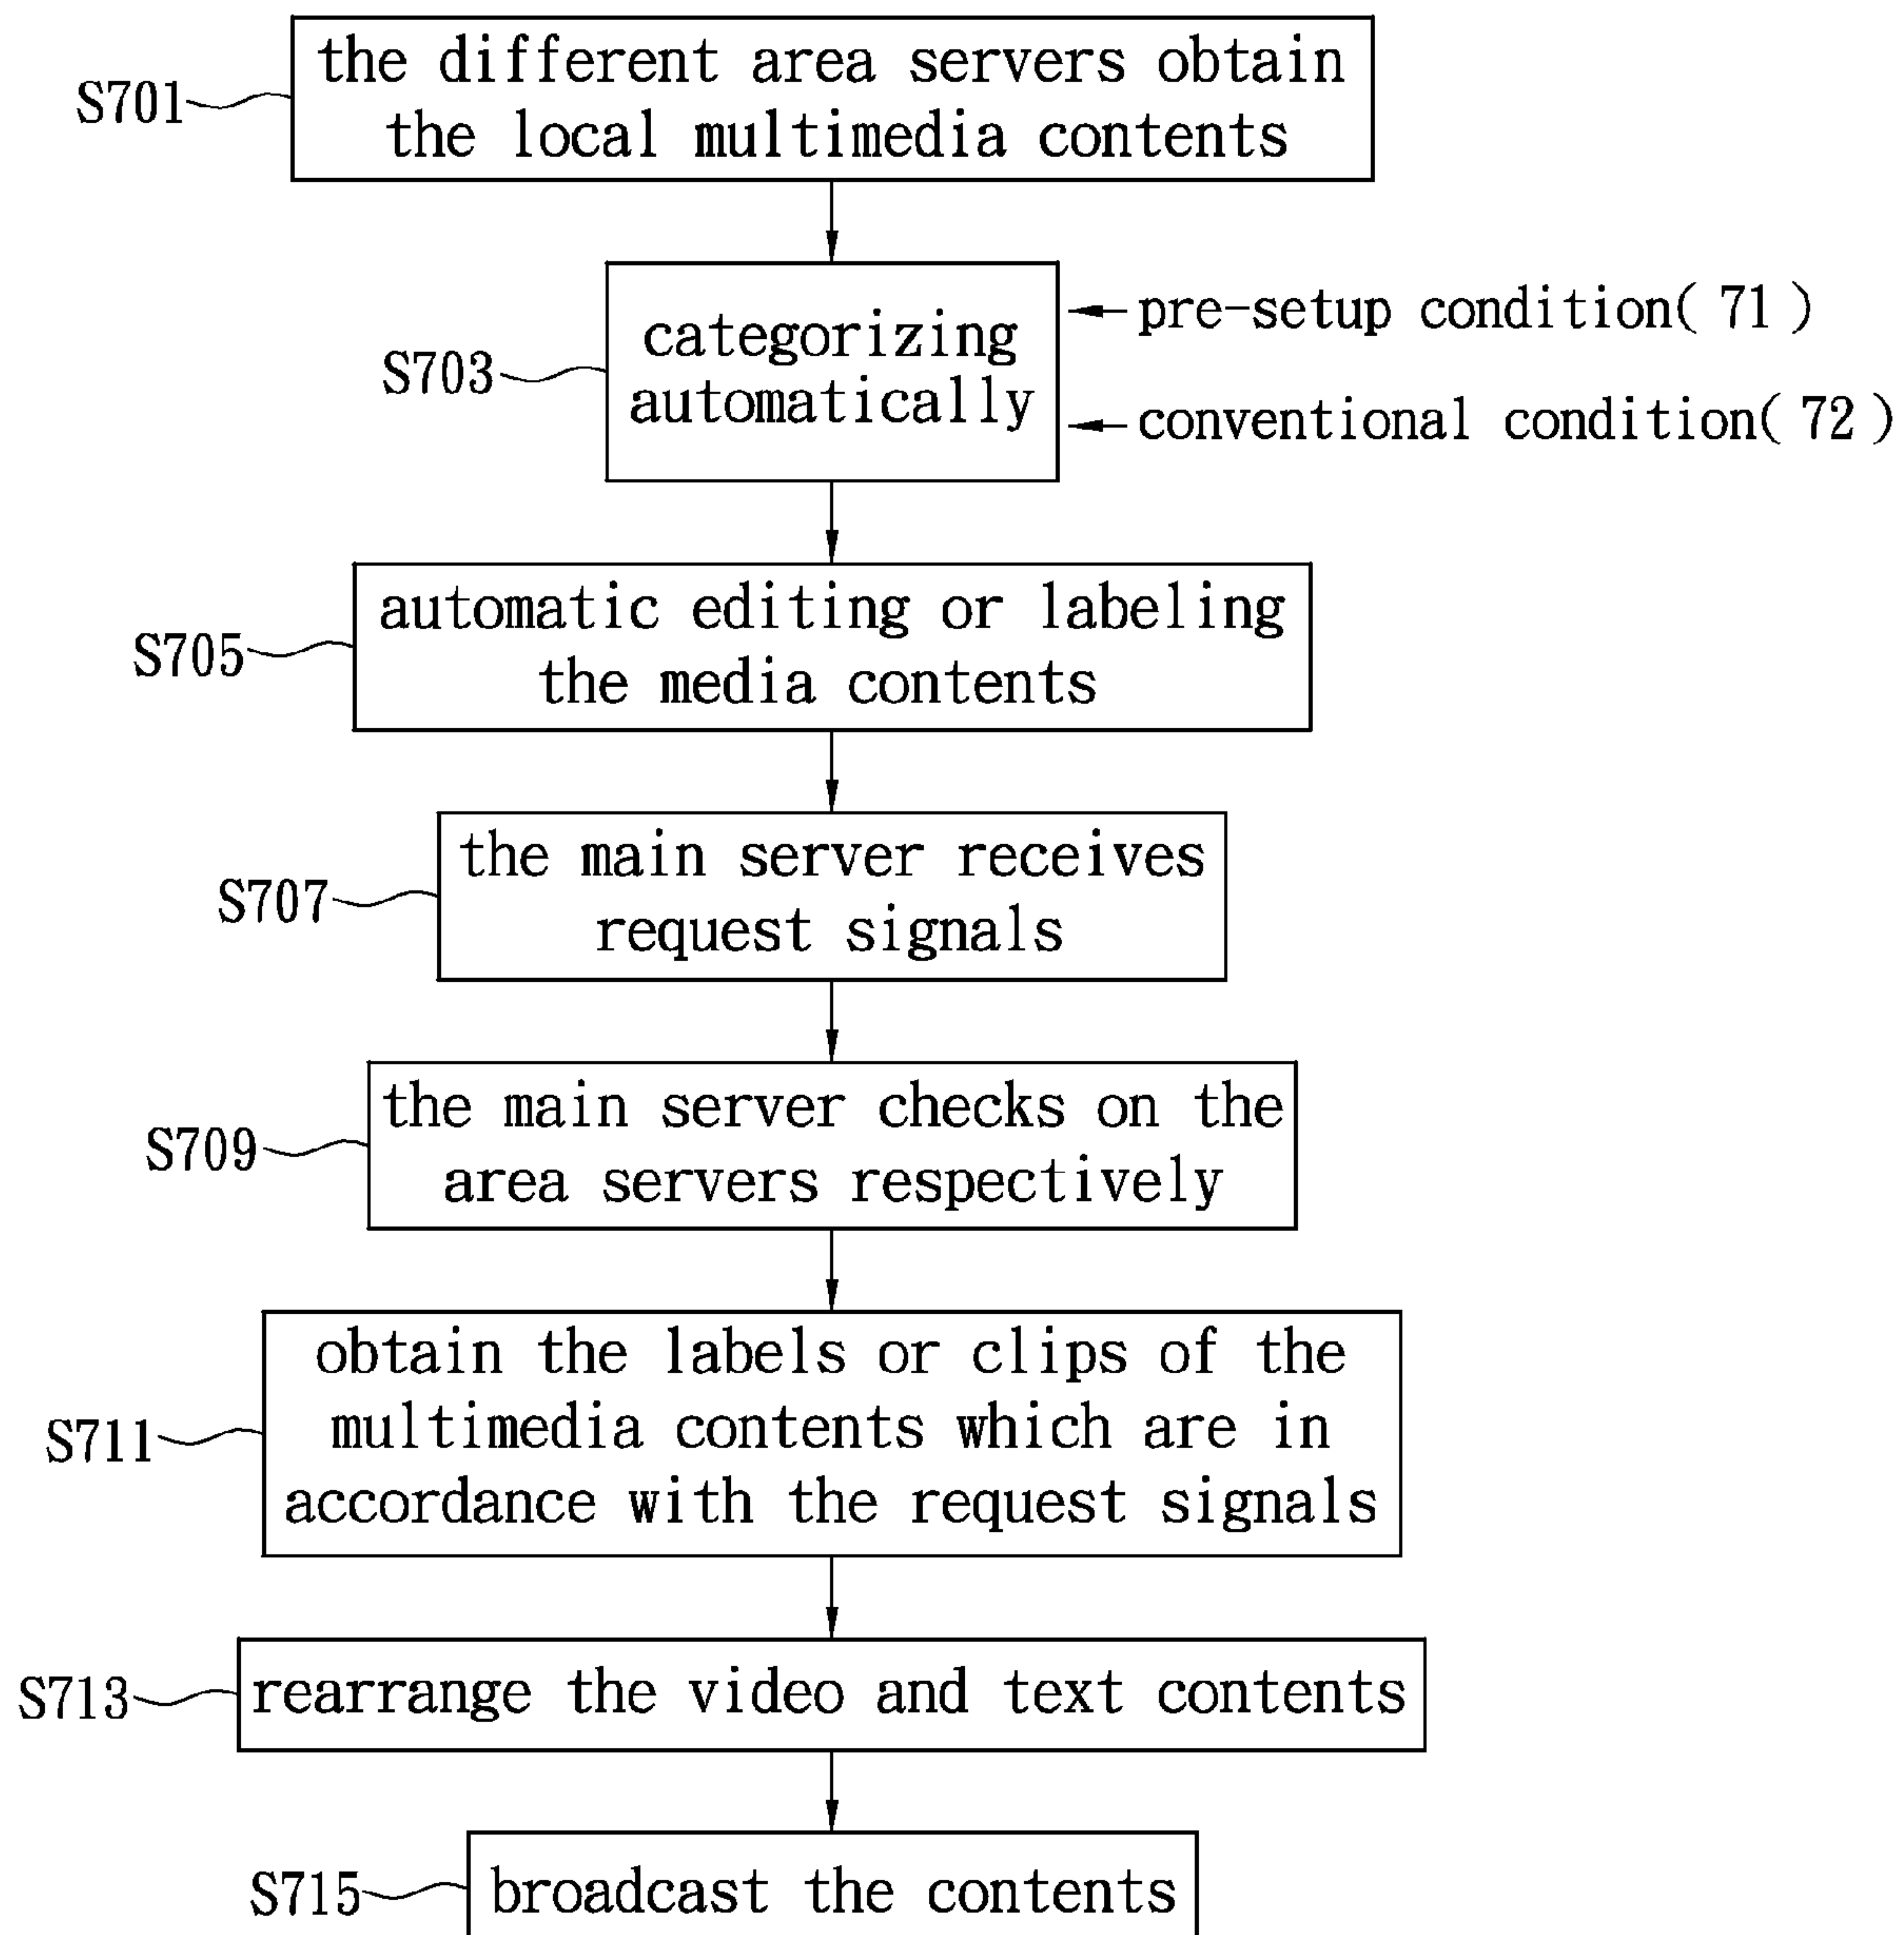 S701
the different area servers obtain
the local multimedia contents
S703
categorizing
automatically
pre-setup condition( 71 )
conventional condition( 72 )
S705
automatic editing or labeling
the media contents
S707
the main server receives
request signals
S709
the main server checks on the
area servers respectively
S711
obtain the labels or clips of the
multimedia contents which are in
accordance with the request signals
S713
rearrange the video and text contents
S715
broadcast the contents